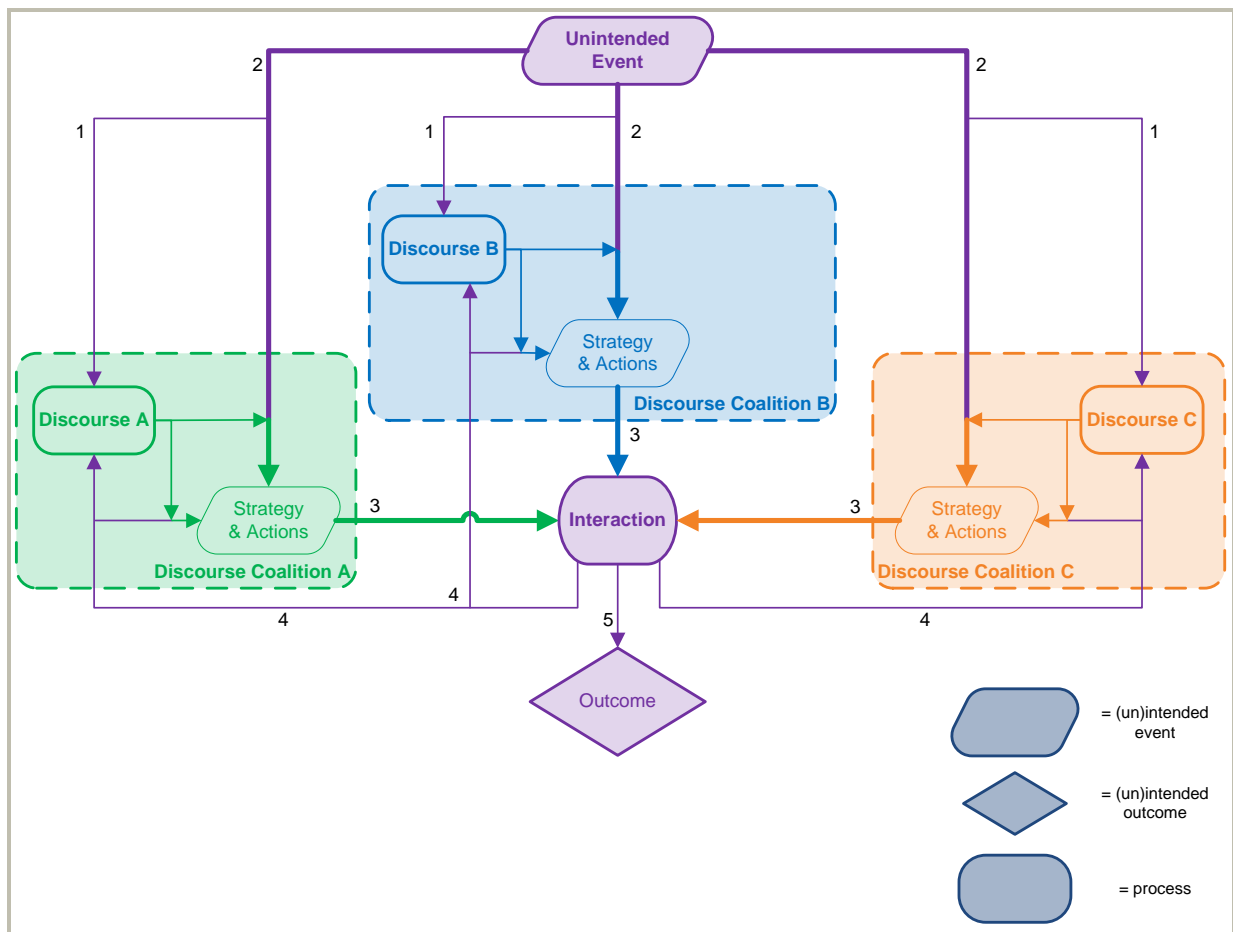 Unintended
Event
2
2
1
1
2
1
Discourse B
Strategy
& Actions
Discourse Coalition B
Discourse A
Discourse C
3
Strategy
& Actions
3
Interaction
3
Strategy
& Actions
Discourse Coalition A
Discourse Coalition C
4
4
5
4
Outcome
= (un)intended
event
= (un)intended
outcome
= process